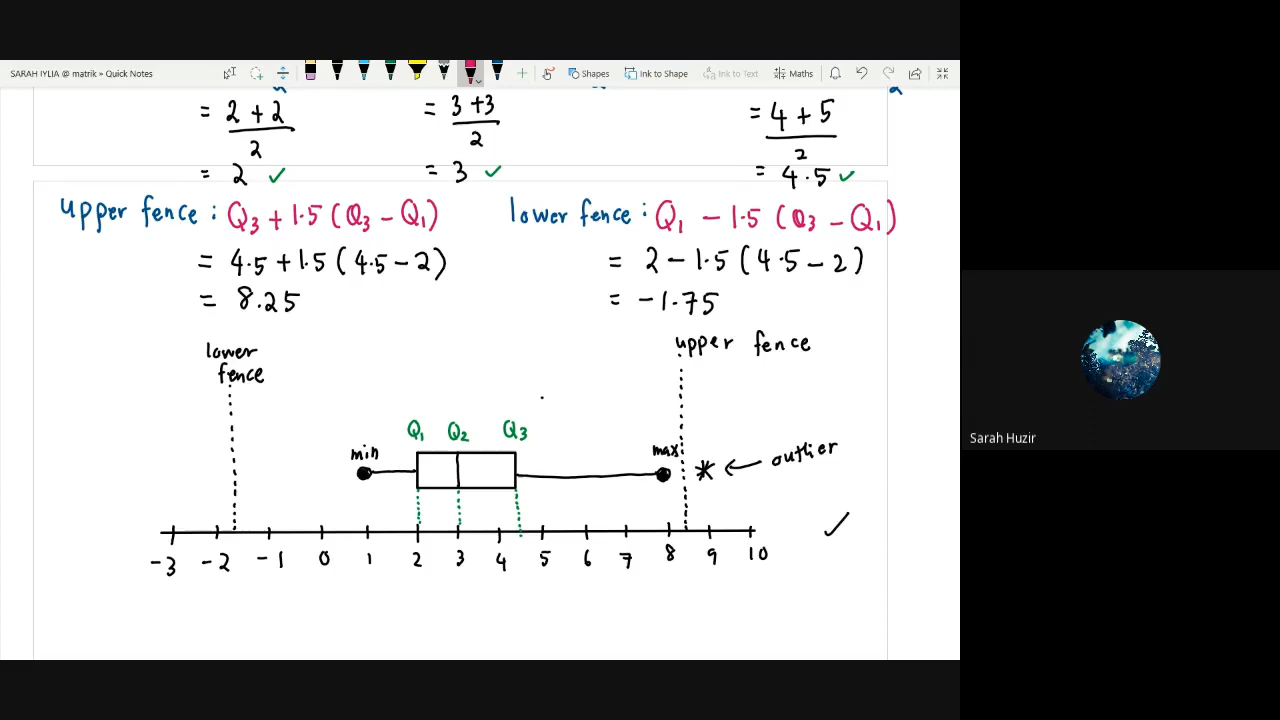 SARAH IYLIA @ matrik » Quick Notes
Shapes
Ink to Shape
Ink to Text
Maths
= 2 + 2 / 2
= 3 + 3 / 2
= 4 + 5 / 2
2
= 2 ✓
= 3 ✓
= 4.5 ✓
upper fence : Q3 + 1.5 (Q3 - Q1)
lower fence : Q1 - 1.5 (Q3 - Q1)
= 4.5 + 1.5 (4.5 - 2)
= 2 - 1.5 (4.5 - 2)
= 8.25
= -1.75
lower
fence
upper fence
Q1 Q2 Q3
min
max
* ← outlier
✓
-3 -2 -1 0 1 2 3 4 5 6 7 8 9 10
Sarah Huzir